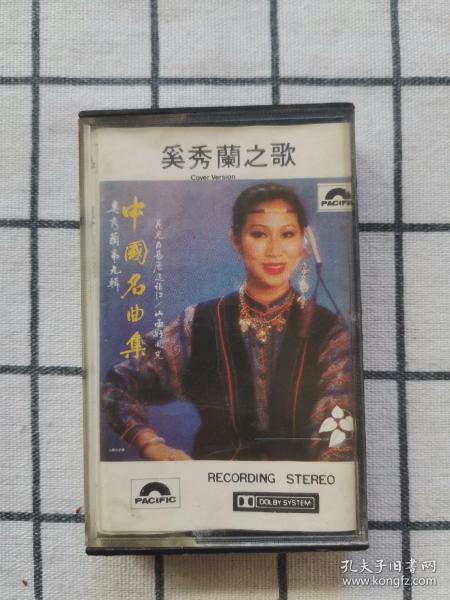 奚秀蘭之歌
Cover Version
PACIFIC
中國名曲集
奚秀蘭第九輯
RECORDING STEREO
PACIFIC
DOLBY SYSTEM
孔夫子旧书网
www.kongfz.com